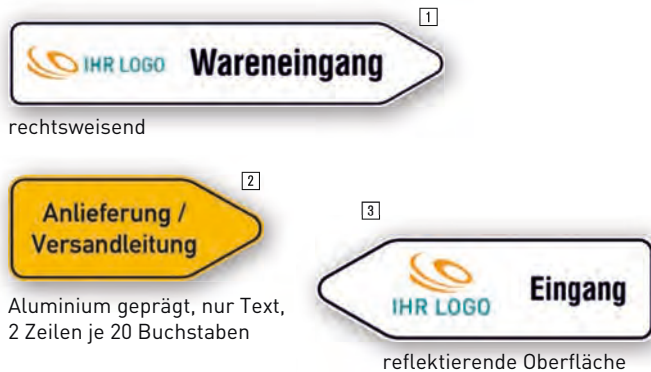 1
IHR LOGO Wareneingang
rechtsweisend
2
Anlieferung /
Versandleitung
Aluminium geprägt, nur Text,
2 Zeilen je 20 Buchstaben
3
IHR LOGO
Eingang
reflektierende Oberfläche